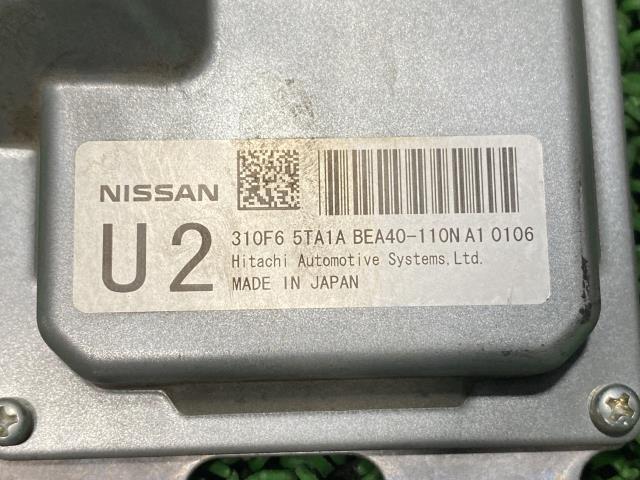 NISSAN
U2
310F6 5TA1A BEA40-110N A1 0106
Hitachi Automotive Systems,Ltd.
MADE IN JAPAN